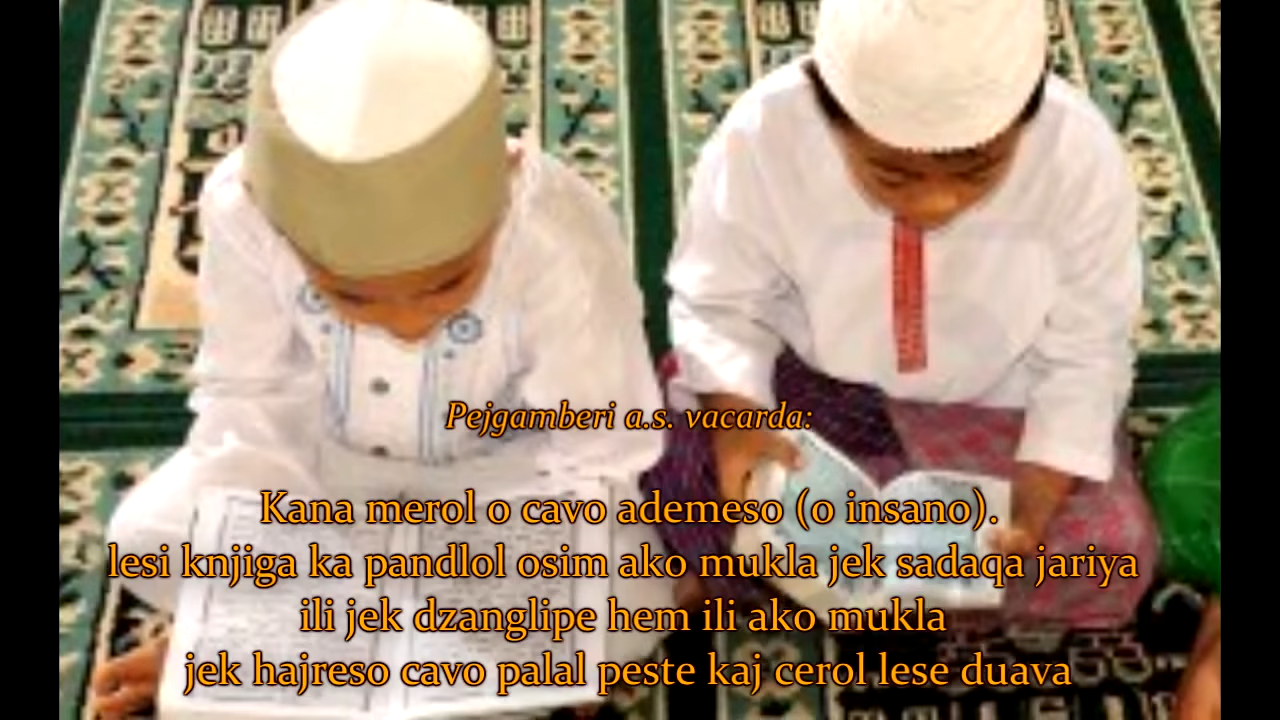 Pejgamberi a.s. vacarda:
Kana merol o cavo ademeso (o insano).
lesi knjiga ka pandlol osim ako mukla jek sadaqa jariya
ili jek dzanglipe hem ili ako mukla
jek hajreso cavo palal peste kaj cerol lese duava